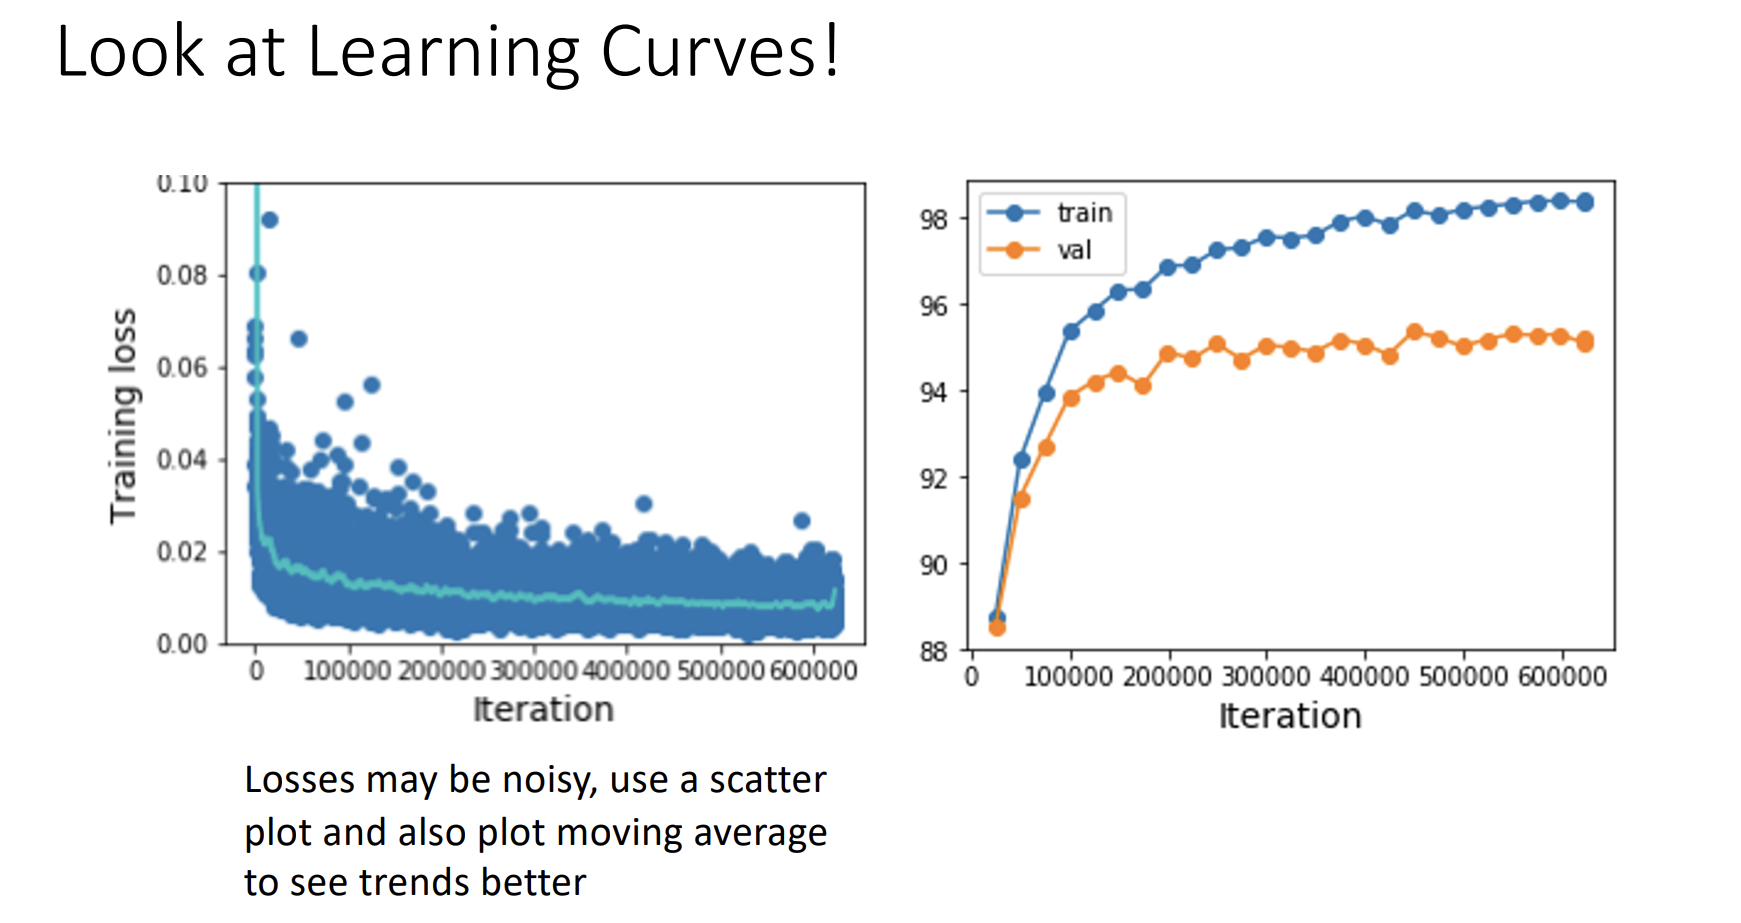 Look at Learning Curves!
0.10
0.08
0.06
0.04
0.02
0.00
Training loss
0 100000 200000 300000 400000 500000 600000
Iteration
train
val
98
96
94
92
90
88
0 100000 200000 300000 400000 500000 600000
Iteration
Losses may be noisy, use a scatter
plot and also plot moving average
to see trends better